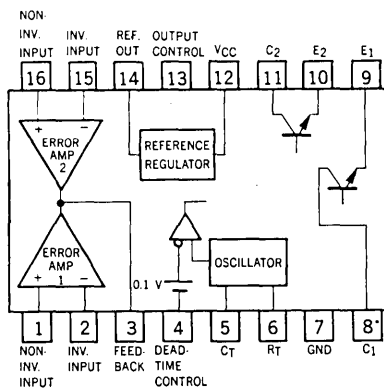 NON-
INV. INV. REF. OUTPUT
INPUT INPUT OUT CONTROL VCC C2 E2 E1
16 15 14 13 12 11 10 9
+ −
ERROR
AMP
2
REFERENCE
REGULATOR
ERROR
AMP
1
+ −
0.1 V
OSCILLATOR
1 2 3 4 5 6 7 8*
NON- INV. FEED- DEAD- CT RT GND C1
INV. INPUT BACK TIME
INPUT CONTROL